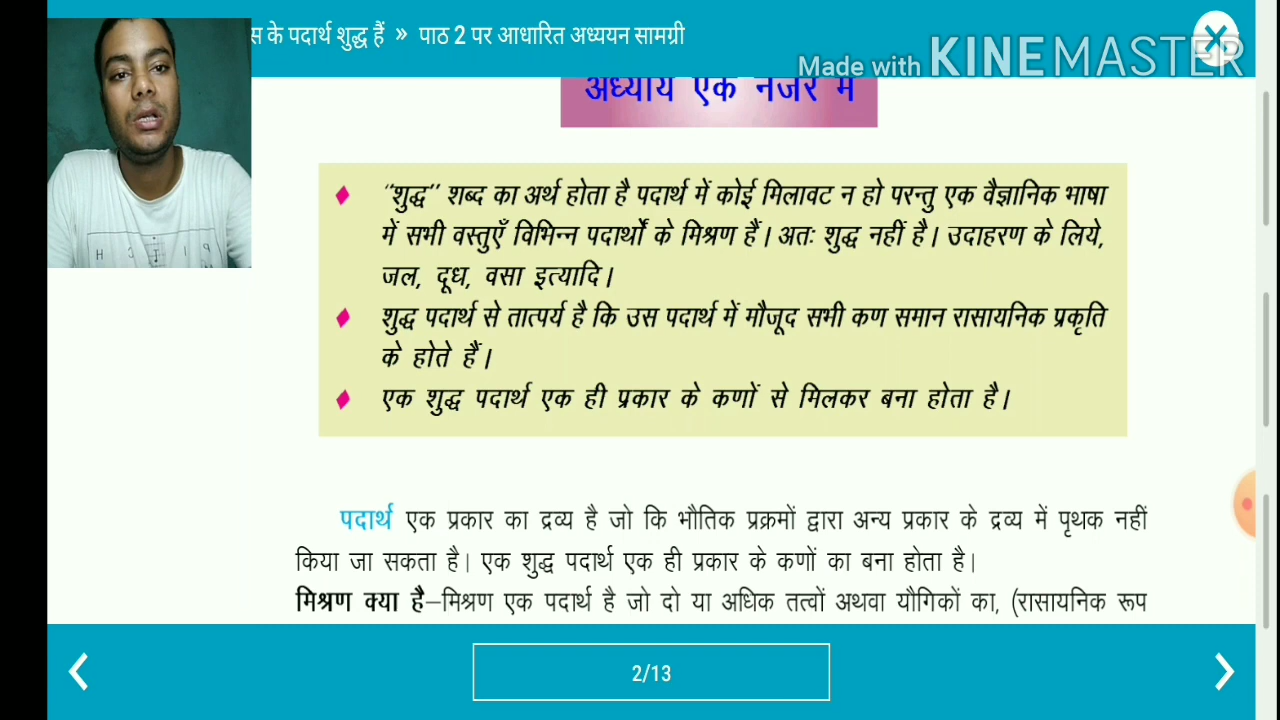 स के पदार्थ शुद्ध हैं » पाठ 2 पर आधारित अध्ययन सामग्री
Made with KINEMASTER
अध्याय एक नजर में
“शुद्ध” शब्द का अर्थ होता है पदार्थ में कोई मिलावट न हो परन्तु एक वैज्ञानिक भाषा
में सभी वस्तुएँ विभिन्न पदार्थों के मिश्रण हैं। अतः शुद्ध नहीं है। उदाहरण के लिये,
जल, दूध, वसा इत्यादि।
शुद्ध पदार्थ से तात्पर्य है कि उस पदार्थ में मौजूद सभी कण समान रासायनिक प्रकृति
के होते हैं।
एक शुद्ध पदार्थ एक ही प्रकार के कणों से मिलकर बना होता है।
पदार्थ एक प्रकार का द्रव्य है जो कि भौतिक प्रक्रमों द्वारा अन्य प्रकार के द्रव्य में पृथक नहीं
किया जा सकता है। एक शुद्ध पदार्थ एक ही प्रकार के कणों का बना होता है।
मिश्रण क्या है–मिश्रण एक पदार्थ है जो दो या अधिक तत्वों अथवा यौगिकों का, (रासायनिक रूप
2/13